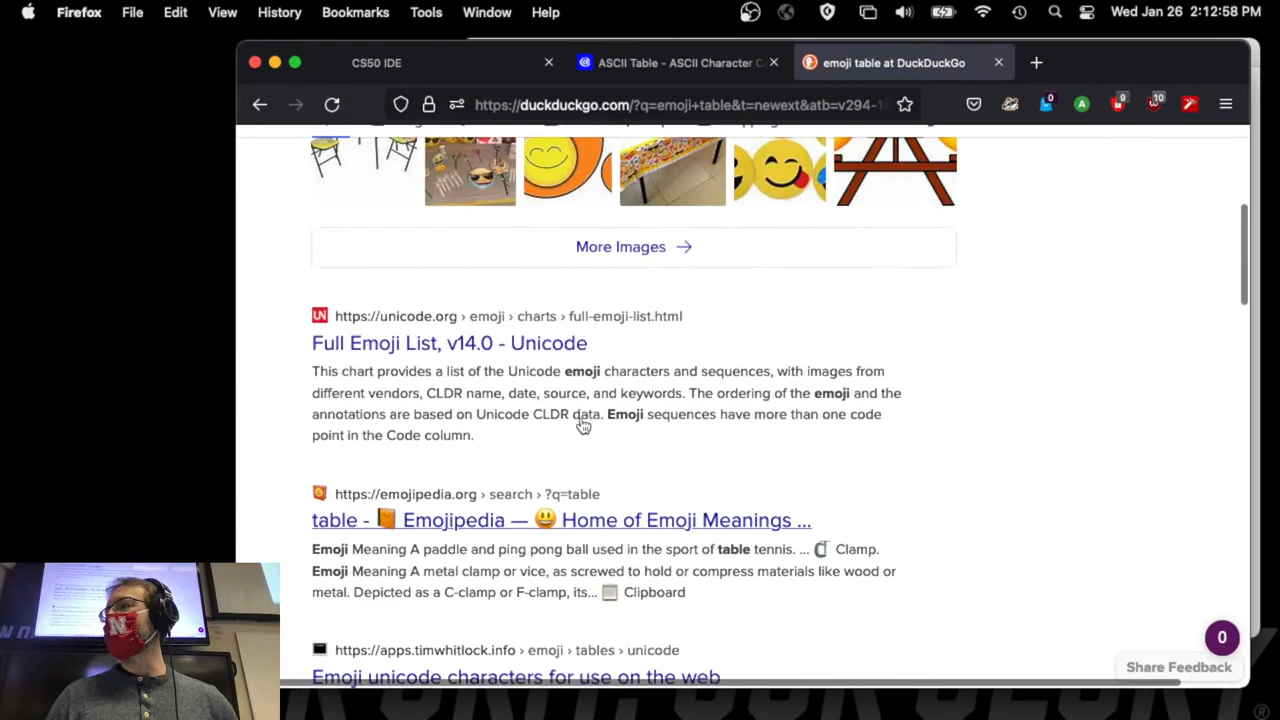 Firefox File Edit View History Bookmarks Tools Window Help Wed Jan 26 2:12:58 PM
CS50 IDE
ASCII Table - ASCII Character C
emoji table at DuckDuckGo
https://duckduckgo.com/?q=emoji+table&t=newext&atb=v294-1
0 9 10
More Images
UN https://unicode.org › emoji › charts › full-emoji-list.html
Full Emoji List, v14.0 - Unicode
This chart provides a list of the Unicode emoji characters and sequences, with images from
different vendors, CLDR name, date, source, and keywords. The ordering of the emoji and the
annotations are based on Unicode CLDR data. Emoji sequences have more than one code
point in the Code column.
https://emojipedia.org › search › ?q=table
table - 📙 Emojipedia — 😃 Home of Emoji Meanings ...
Emoji Meaning A paddle and ping pong ball used in the sport of table tennis. ... 🗜 Clamp.
Emoji Meaning A metal clamp or vice, as screwed to hold or compress materials like wood or
metal. Depicted as a C-clamp or F-clamp, its... 📋 Clipboard
https://apps.timwhitlock.info › emoji › tables › unicode
Emoji unicode characters for use on the web
0
Share Feedback
N